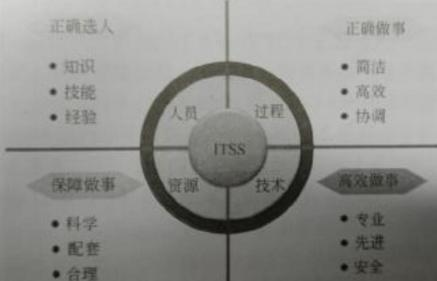 正确选人
正确做事
知识
技能
经验
简洁
高效
协调
人员
过程
ITSS
资源
技术
保障做事
高效做事
科学
配套
合理
专业
先进
安全